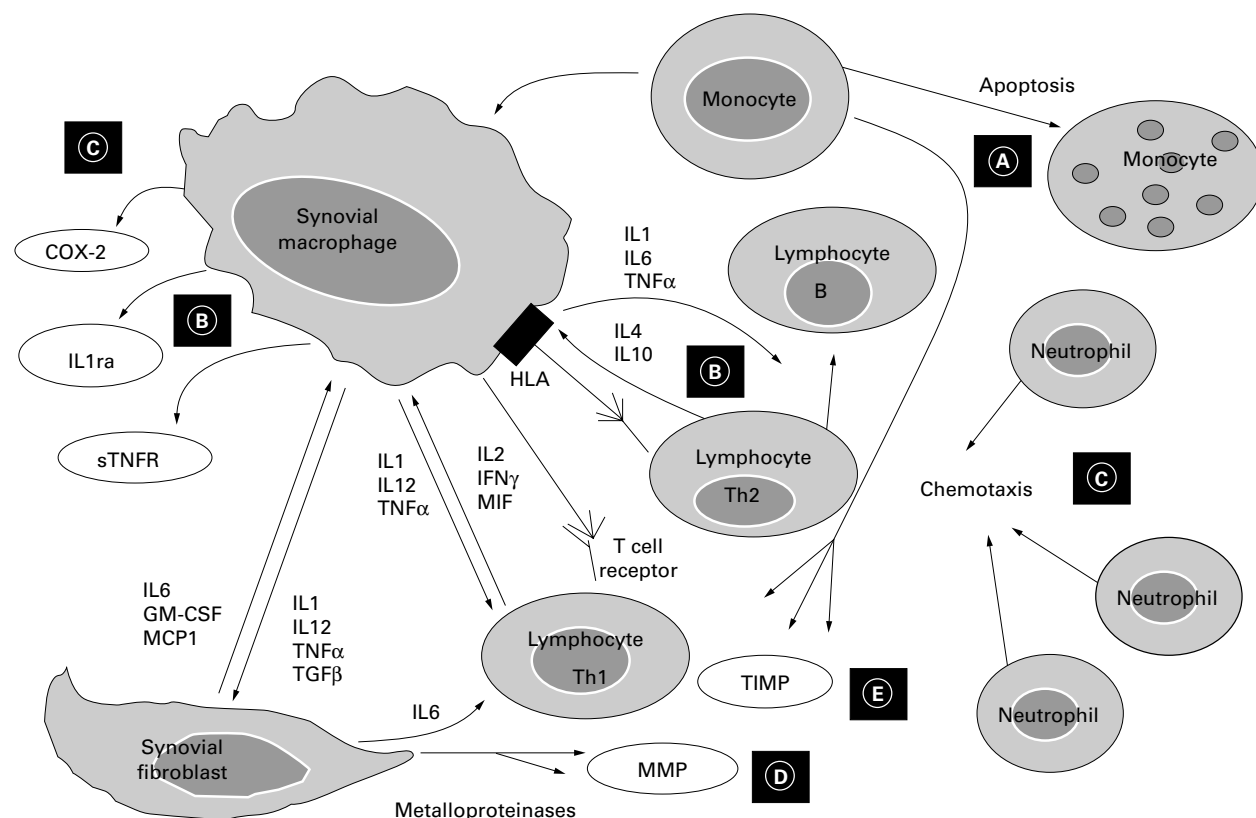 Monocyte
Apoptosis
A
Monocyte
C
Synovial
macrophage
COX-2
IL1
IL6
TNFα
Lymphocyte
B
B
IL1ra
IL4
IL10
B
HLA
Neutrophil
sTNFR
IL1
IL12
TNFα
IL2
IFNγ
MIF
Lymphocyte
Th2
Chemotaxis
C
T cell
receptor
IL6
GM-CSF
MCP1
IL1
IL12
TNFα
TGFβ
Lymphocyte
Th1
Neutrophil
TIMP
E
IL6
Neutrophil
Synovial
fibroblast
MMP
D
Metalloproteinases